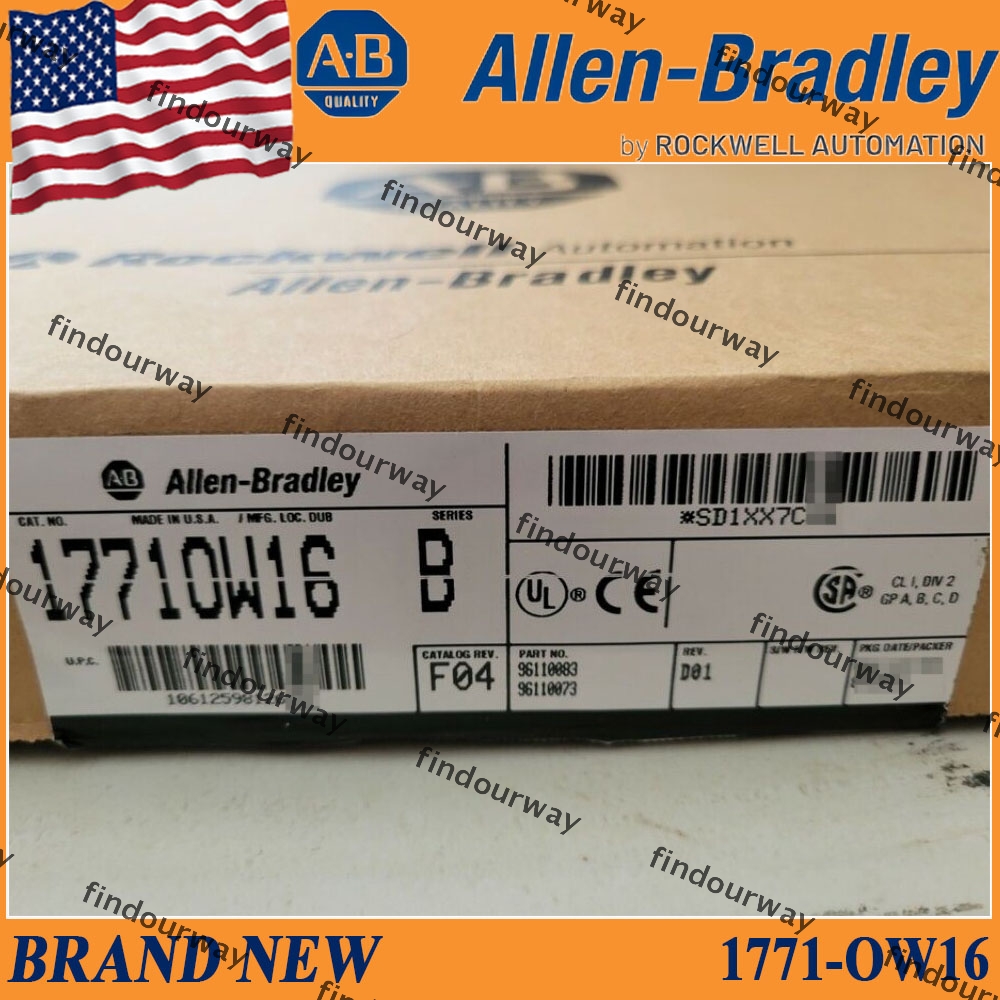 A·B
QUALITY
Allen-Bradley
by ROCKWELL AUTOMATION
findourway
Rockwell Automation
Allen-Bradley
AB Allen-Bradley
CAT. NO. MADE IN U.S.A. / MFG. LOC. DUB SERIES
1771OW16
*SD1XX7C
UL® CE
SA® CL I, DIV 2
GP A, B, C, D
U.P.C.
CATALOG REV.
F04
PART NO.
96110083
96110073
REV.
D01
PKG DATE/PACKER
BRAND NEW
1771-OW16